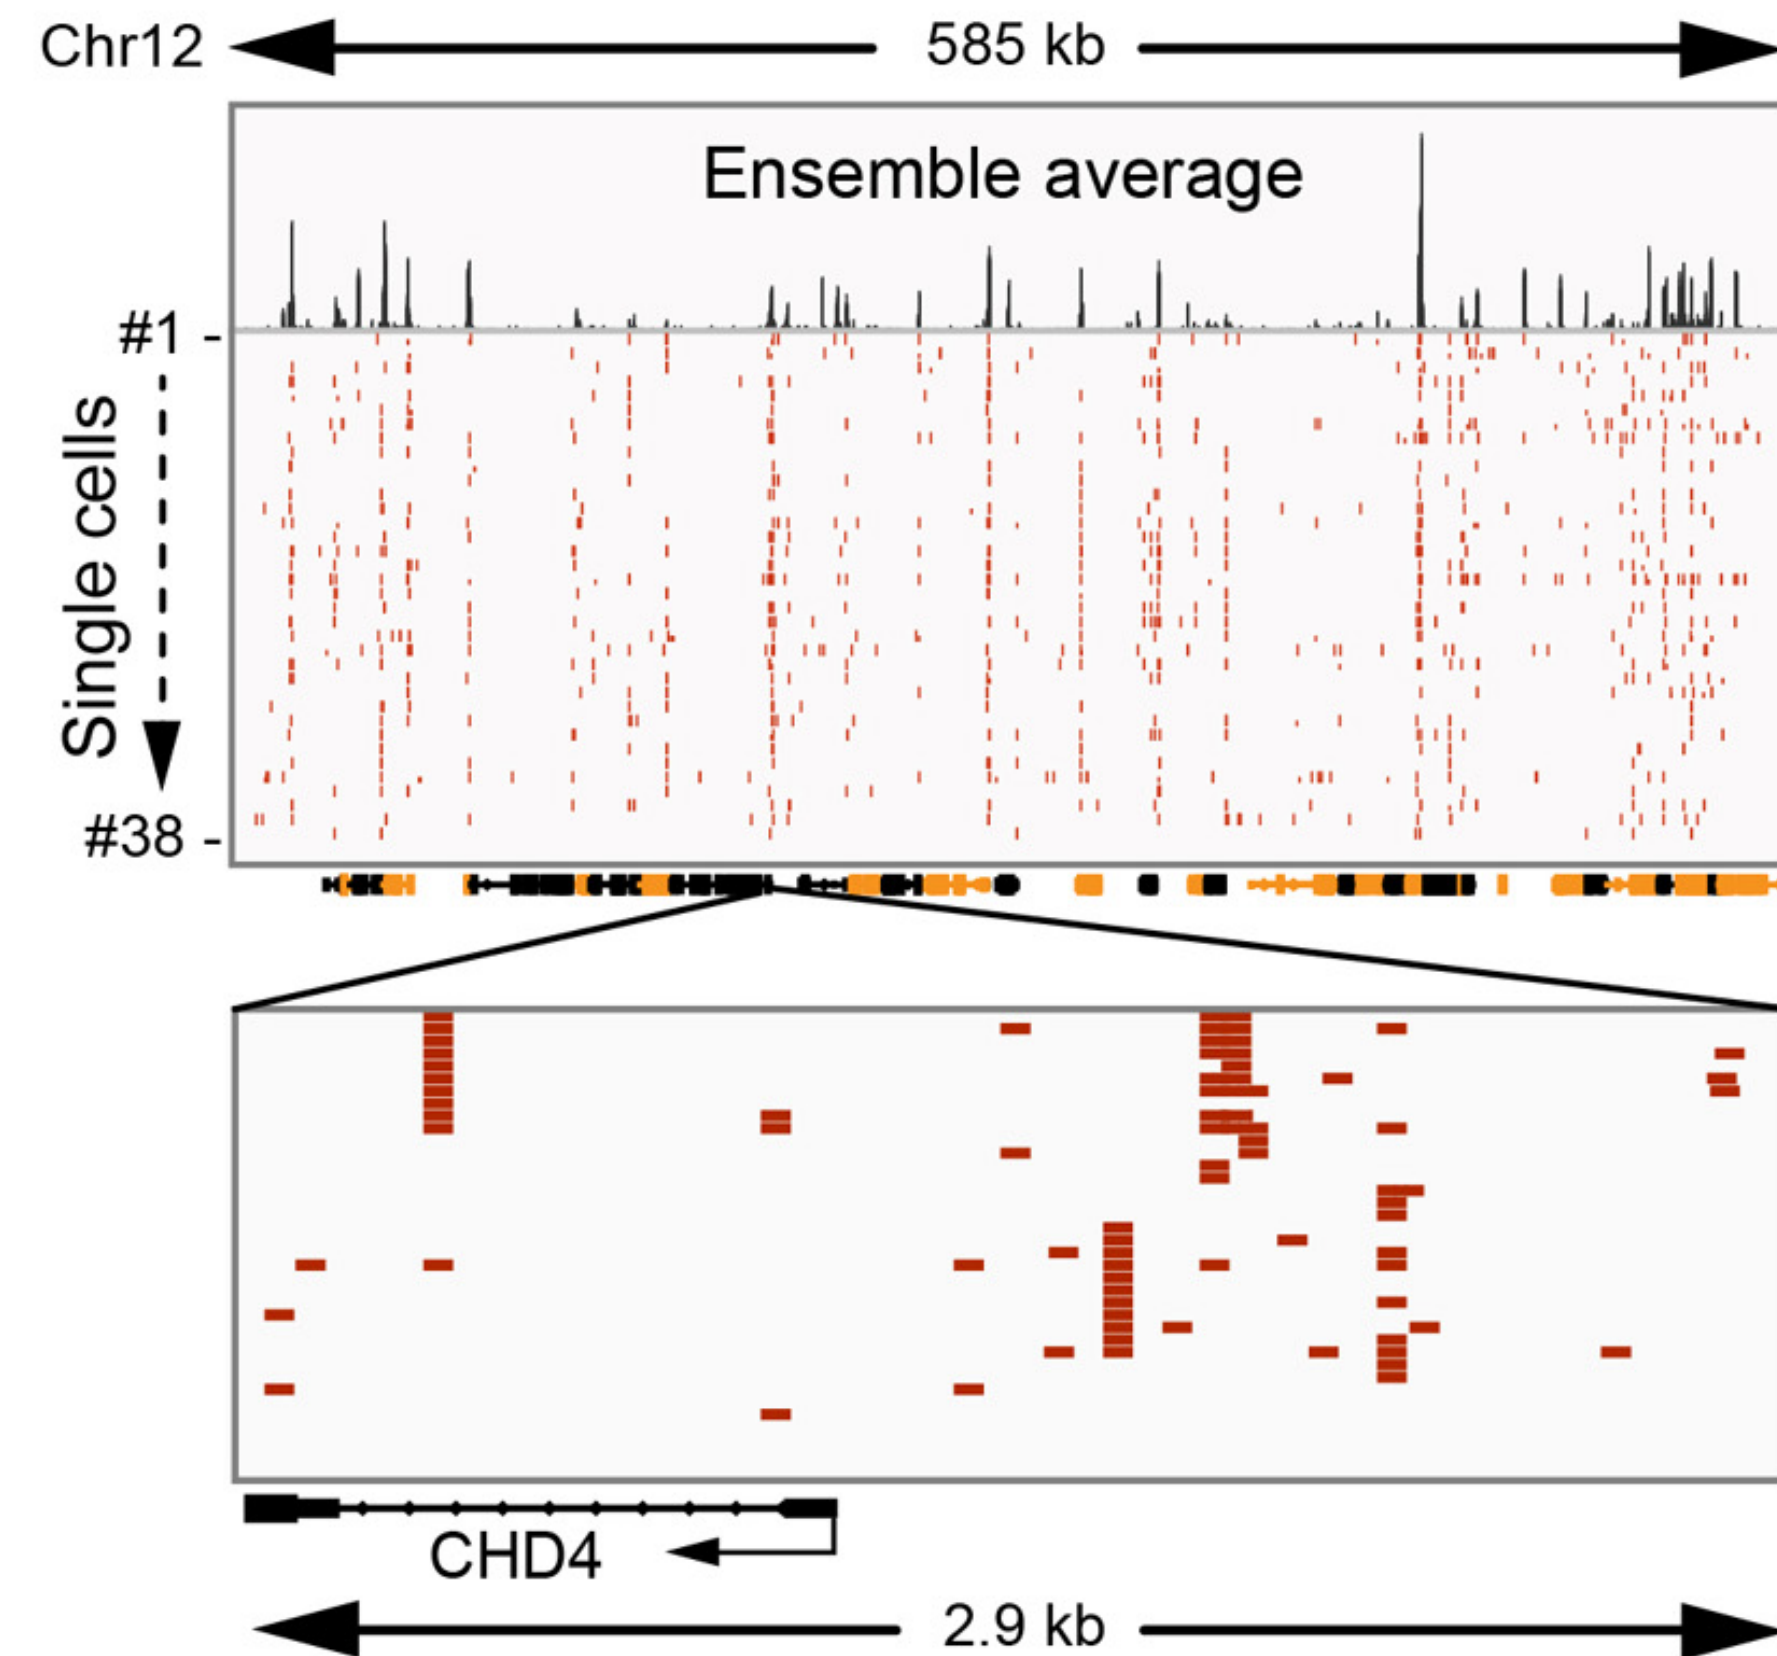 Chr12
585 kb
Ensemble average
#1 -
Single cells
#38 -
CHD4
2.9 kb